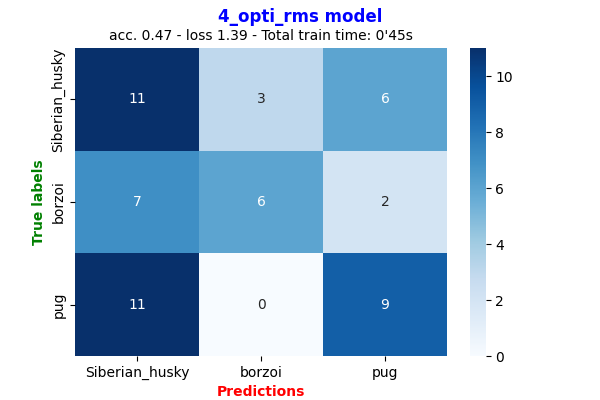 4_opti_rms model
acc. 0.47 - loss 1.39 - Total train time: 0'45s
True labels
Siberian_husky
borzoi
pug
11 3 6
7 6 2
11 0 9
Siberian_husky borzoi pug
Predictions
10
8
6
4
2
0